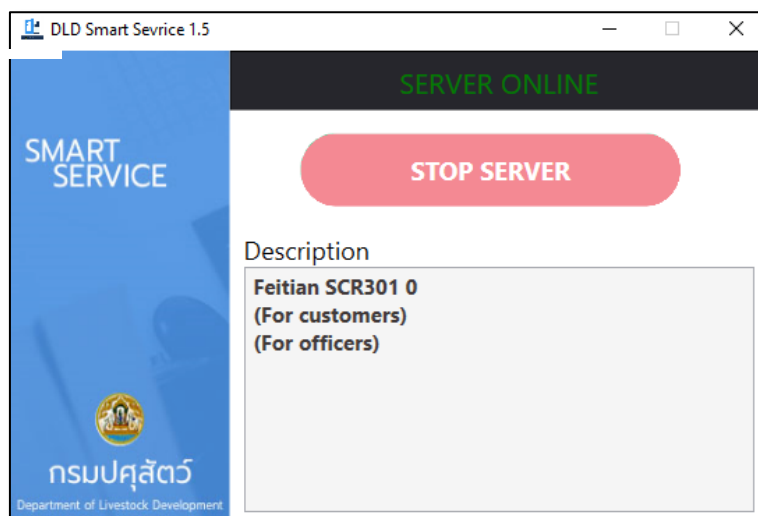 DLD Smart Sevrice 1.5
SERVER ONLINE
SMART
SERVICE
STOP SERVER
Description
Feitian SCR301 0
(For customers)
(For officers)
กรมปศุสัตว์
Department of Livestock Development